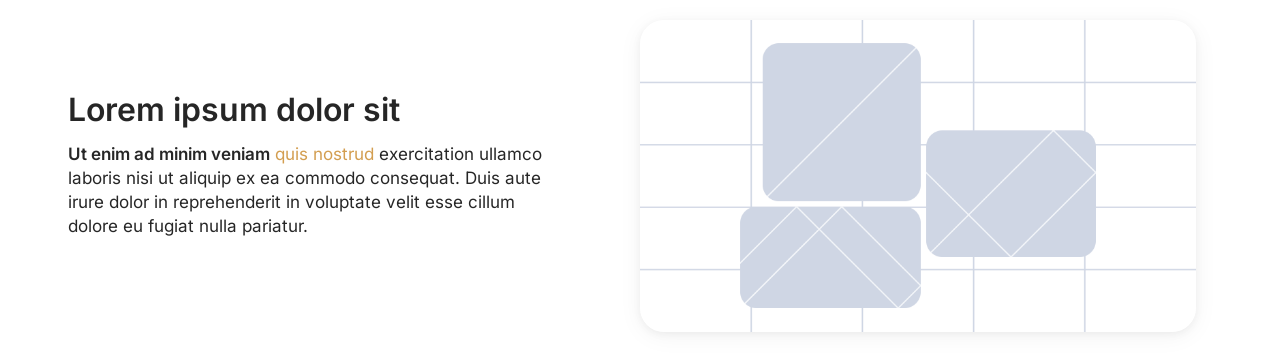 Lorem ipsum dolor sit
Ut enim ad minim veniam quis nostrud exercitation ullamco
laboris nisi ut aliquip ex ea commodo consequat. Duis aute
irure dolor in reprehenderit in voluptate velit esse cillum
dolore eu fugiat nulla pariatur.